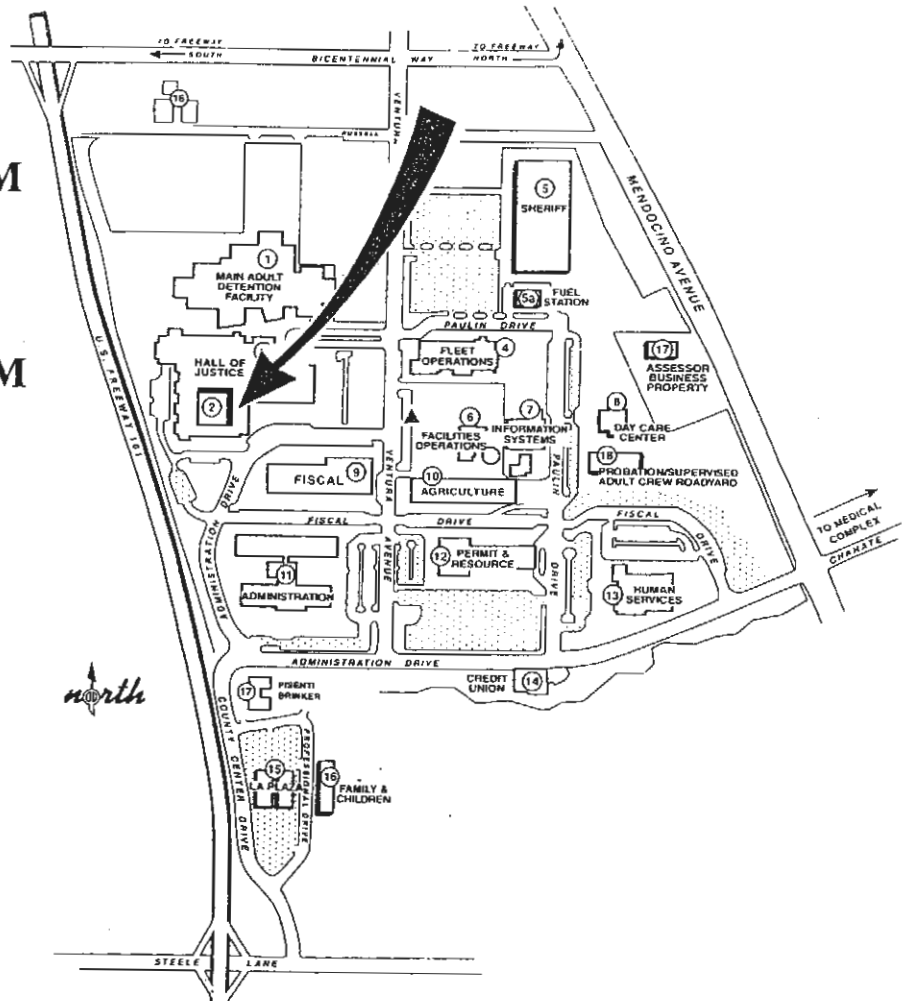 TO FREEWAY
SOUTH
TO FREEWAY
NORTH
BICENTENNIAL WAY
16
VENTURA
RUSSELL
M
MENDOCINO AVENUE
5
SHERIFF
1
MAIN ADULT
DETENTION
FACILITY
5a
FUEL
STATION
PAULIN DRIVE
U.S. FREEWAY 101
M
HALL OF
JUSTICE
2
4
FLEET
OPERATIONS
17
ASSESSOR
BUSINESS
PROPERTY
8
DAY CARE
CENTER
6
FACILITIES
OPERATIONS
7
INFORMATION
SYSTEMS
18
PROBATION/SUPERVISED
ADULT CREW ROADYARD
9
FISCAL
VENTURA
AVENUE
10
AGRICULTURE
PAULIN
DRIVE
TO MEDICAL
COMPLEX
CHANATE
FISCAL
DRIVE
FISCAL
DRIVE
ADMINISTRATION DRIVE
11
ADMINISTRATION
12
PERMIT &
RESOURCE
13
HUMAN
SERVICES
ADMINISTRATION DRIVE
north
17
PISENTI
BRINKER
CREDIT
UNION
14
COUNTY CENTER DRIVE
PROFESSIONAL DRIVE
15
LA PLAZA
16
FAMILY &
CHILDREN
STEELE LANE